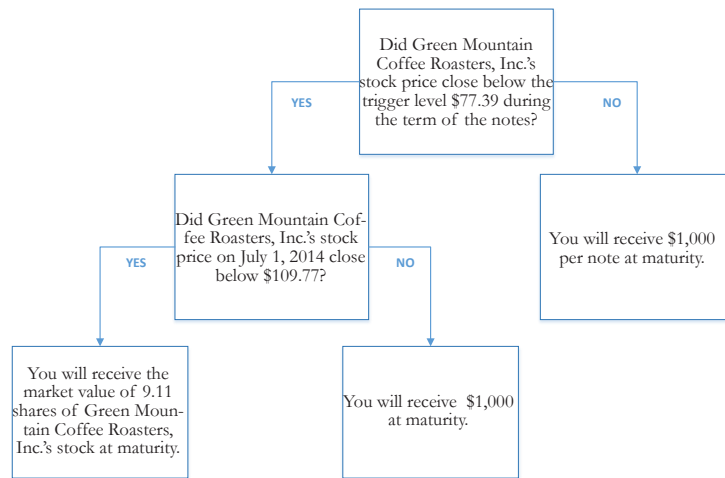 Did Green Mountain
Coffee Roasters, Inc.'s
stock price close below the
trigger level $77.39 during
the term of the notes?
YES
NO
Did Green Mountain Cof-
fee Roasters, Inc.'s stock
price on July 1, 2014 close
below $109.77?
You will receive $1,000
per note at maturity.
YES
NO
You will receive the
market value of 9.11
shares of Green Moun-
tain Coffee Roasters,
Inc.'s stock at maturity.
You will receive $1,000
at maturity.